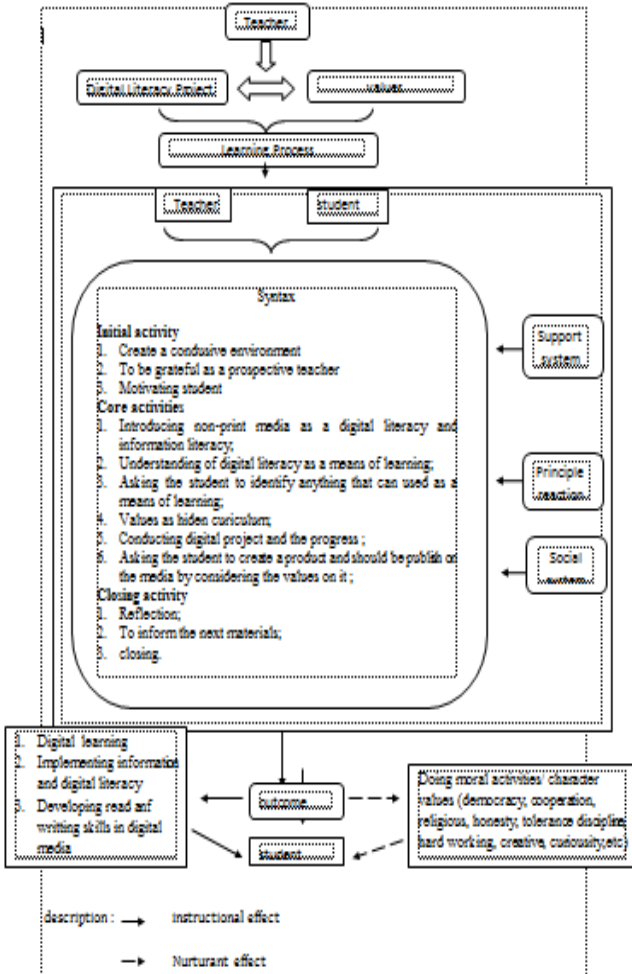 Teacher
Digital Literacy Project
values
Learning Process
Teacher
student
Syntax
Initial activity
1. Create a condusive environment
2. To be grateful as a prospective teacher
3. Motivating student
Core activities
1. Introducing non-print media as a digital literacy and
information literacy;
2. Understanding of digital literacy as a means of learning;
3. Asking the student to identify anything that can used as a
means of learning;
4. Values as hiden curiculum;
5. Conducting digital project and the progress ;
6. Asking the student to create a product and should be publish on
the media by considering the values on it ;
Closing activity
1. Reflection;
2. To inform the next materials;
3. closing.
Support
system
Principle
reaction
Social
system
1. Digital learning
2. Implementing information
and digital literacy
3. Developing read anf
writting skills in digital
media
outcome
student
Doing moral activities/ character
values (democracy, cooperation,
religious, honesty, tolerance discipline,
hard working, creative, curiousity,etc)
description : instructional effect
Nurturant effect